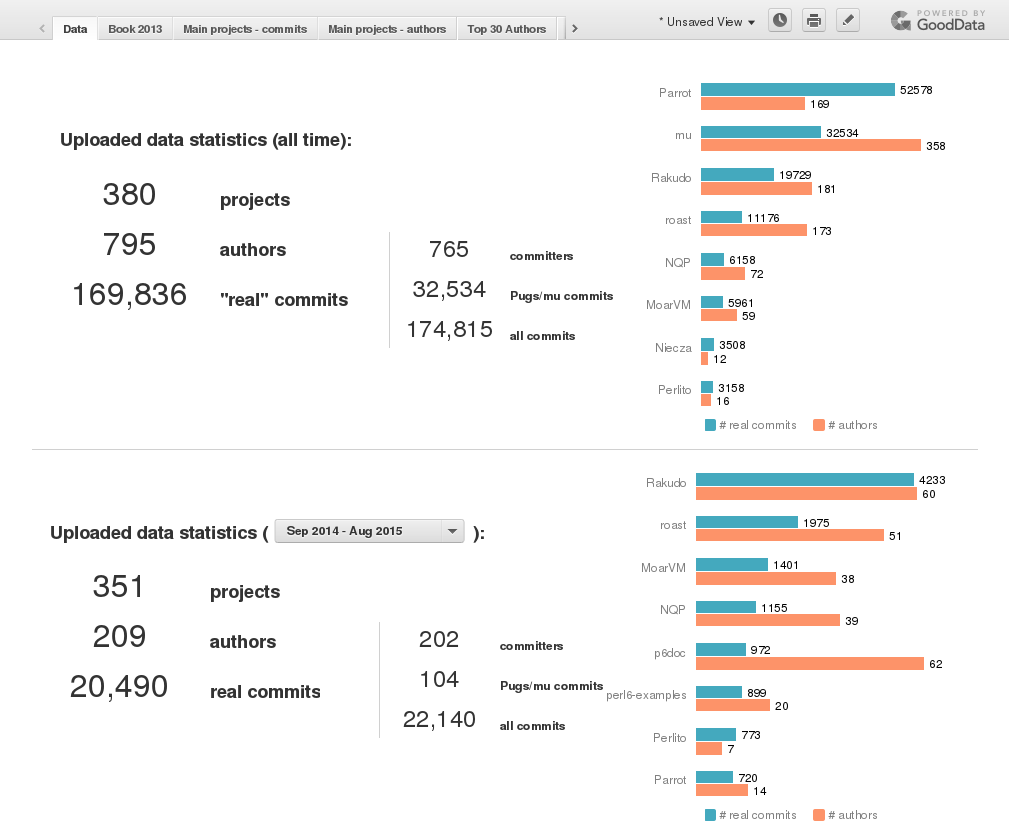 Data
Book 2013
Main projects - commits
Main projects - authors
Top 30 Authors
* Unsaved View
POWERED BY
GoodData
Uploaded data statistics (all time):
380 projects
795 authors
169,836 "real" commits
765 committers
32,534 Pugs/mu commits
174,815 all commits
Parrot 52578
169
mu 32534
358
Rakudo 19729
181
roast 11176
173
NQP 6158
72
MoarVM 5961
59
Niecza 3508
12
Perlito 3158
16
# real commits # authors
Uploaded data statistics ( Sep 2014 - Aug 2015 ):
351 projects
209 authors
20,490 real commits
202 committers
104 Pugs/mu commits
22,140 all commits
Rakudo 4233
60
roast 1975
51
MoarVM 1401
38
NQP 1155
39
p6doc 972
62
perl6-examples 899
20
Perlito 773
7
Parrot 720
14
# real commits # authors